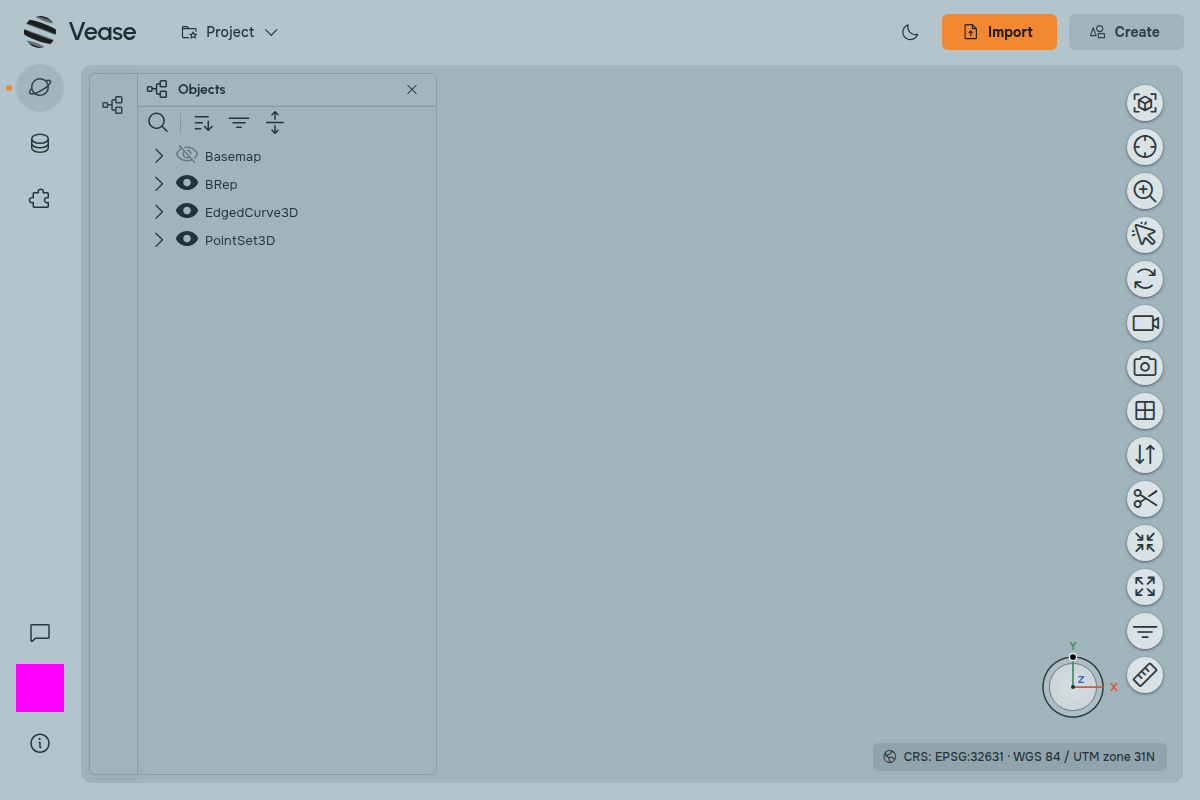 Vease
Project
Import
Create
Objects
Basemap
BRep
EdgedCurve3D
PointSet3D
Y
Z
X
CRS: EPSG:32631 · WGS 84 / UTM zone 31N